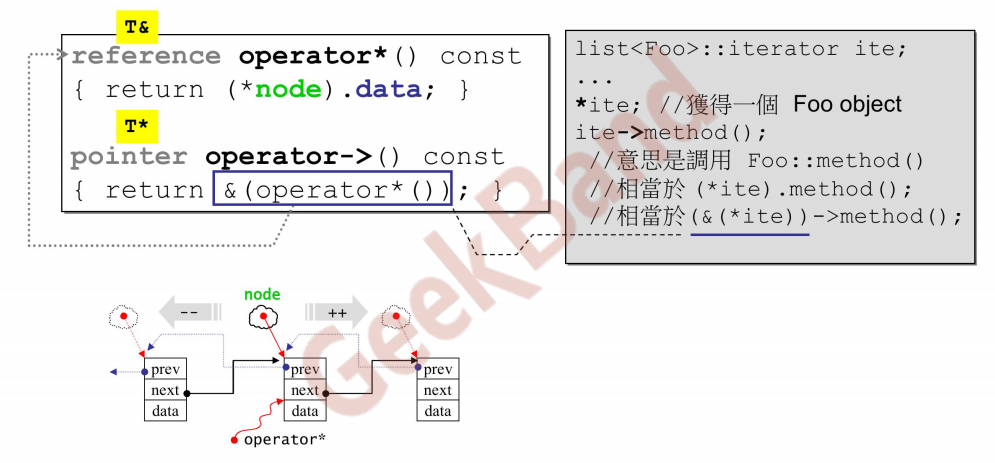 T&
reference operator*() const
{ return (*node).data; }
T*
pointer operator->() const
{ return &(operator*()); }
list<Foo>::iterator ite;
...
*ite; //獲得一個 Foo object
ite->method();
//意思是調用 Foo::method()
//相當於 (*ite).method();
//相當於 (&(*ite))->method();
GeekBand
node
--
++
prev
next
data
prev
next
data
prev
next
data
operator*